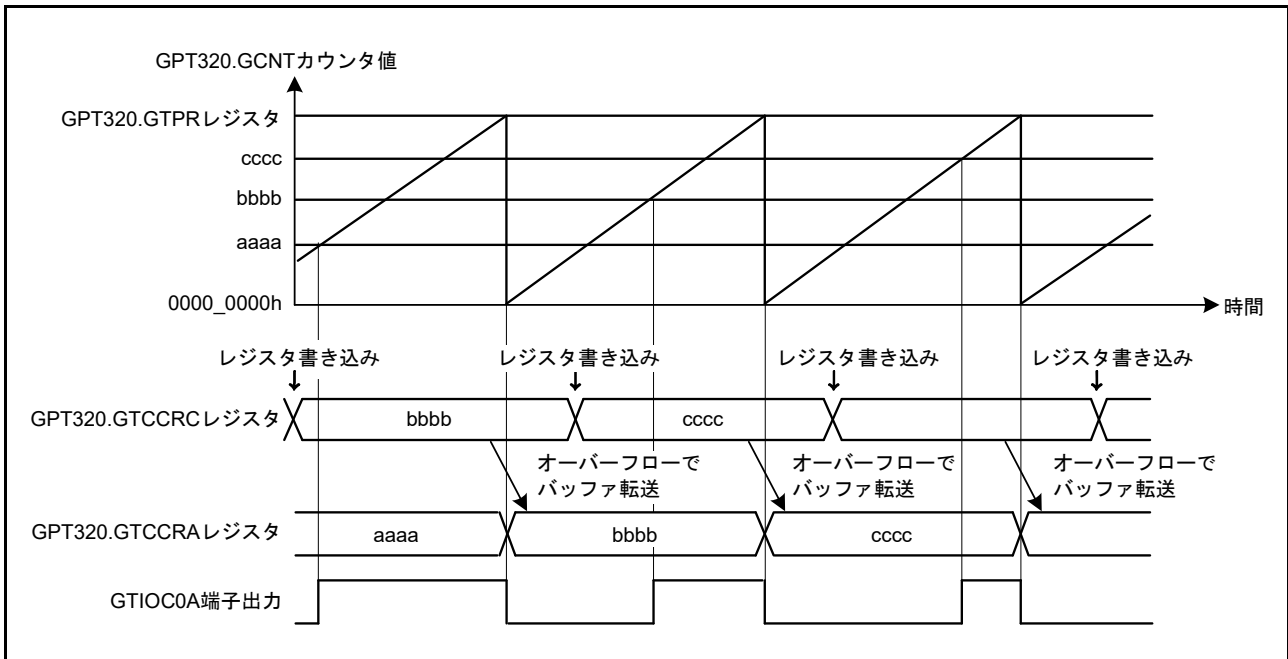 GPT320.GCNTカウンタ値
GPT320.GTPRレジスタ
cccc
bbbb
aaaa
0000_0000h
時間
レジスタ書き込み
レジスタ書き込み
レジスタ書き込み
レジスタ書き込み
GPT320.GTCCRCレジスタ
bbbb
cccc
オーバーフローで
バッファ転送
オーバーフローで
バッファ転送
オーバーフローで
バッファ転送
GPT320.GTCCRAレジスタ
aaaa
bbbb
cccc
GTIOC0A端子出力